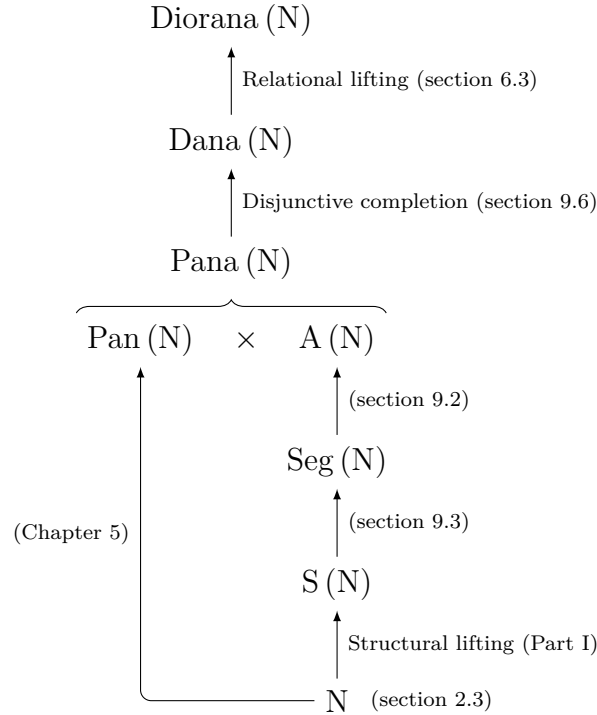 Diorana (N)
Relational lifting (section 6.3)
Dana (N)
Disjunctive completion (section 9.6)
Pana (N)
Pan (N) × A (N)
(section 9.2)
Seg (N)
(Chapter 5)
(section 9.3)
S (N)
Structural lifting (Part I)
N (section 2.3)